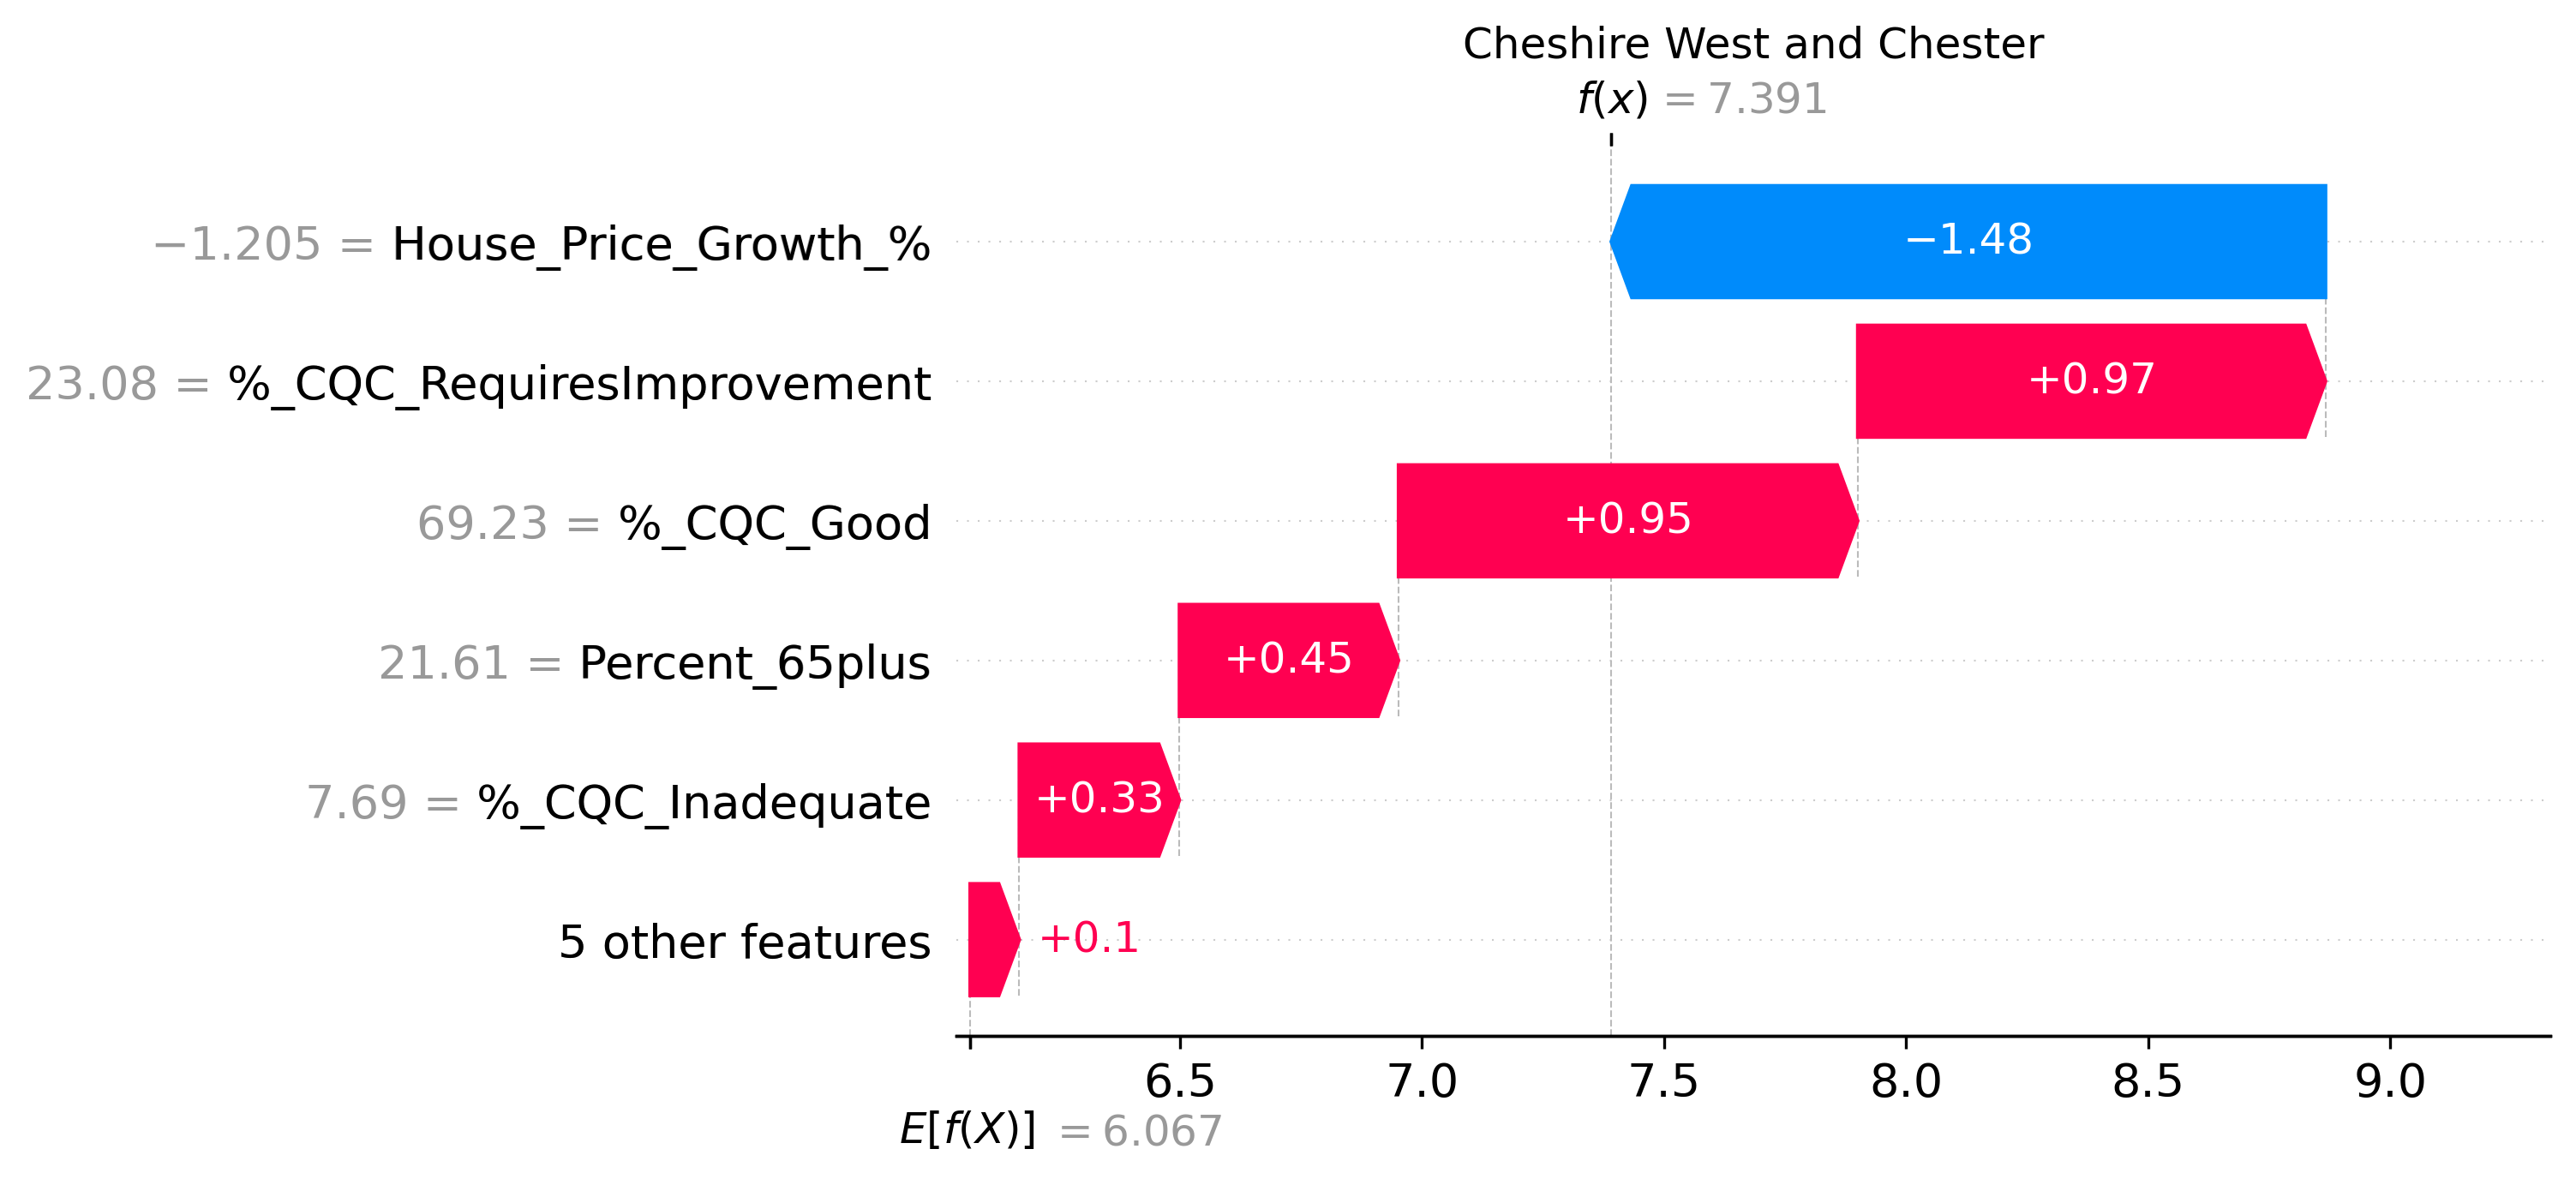 Cheshire West and Chester
f(x) = 7.391
−1.205 = House_Price_Growth_% −1.48
23.08 = %_CQC_RequiresImprovement +0.97
69.23 = %_CQC_Good +0.95
21.61 = Percent_65plus +0.45
7.69 = %_CQC_Inadequate +0.33
5 other features +0.1
6.5 7.0 7.5 8.0 8.5 9.0
E[f(X)] = 6.067